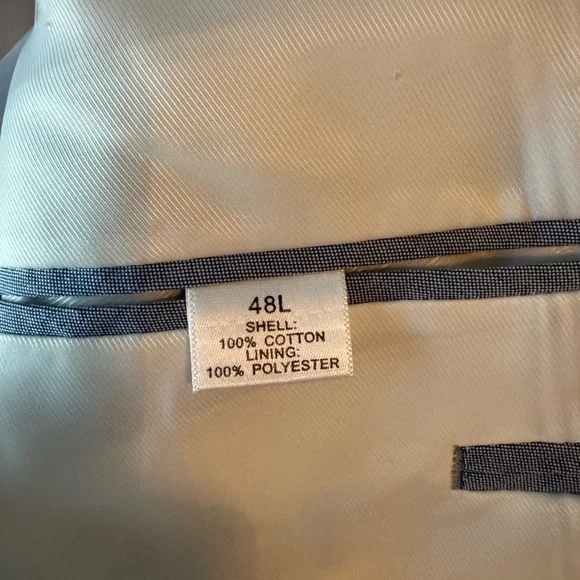 48L
SHELL:
100% COTTON
LINING:
100% POLYESTER